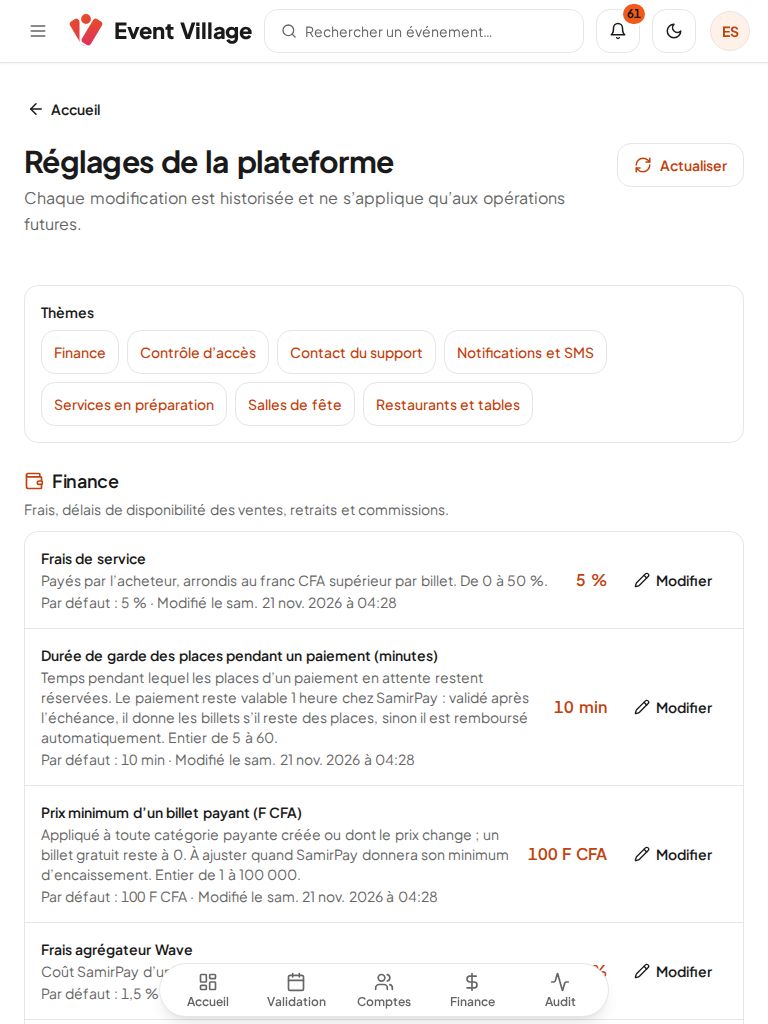 Event Village
Rechercher un événement...
61
ES
Accueil
Réglages de la plateforme
Actualiser
Chaque modification est historisée et ne s’applique qu’aux opérations
futures.
Thèmes
Finance
Contrôle d’accès
Contact du support
Notifications et SMS
Services en préparation
Salles de fête
Restaurants et tables
Finance
Frais, délais de disponibilité des ventes, retraits et commissions.
Frais de service
Payés par l’acheteur, arrondis au franc CFA supérieur par billet. De 0 à 50 %.
Par défaut : 5 % · Modifié le sam. 21 nov. 2026 à 04:28
5 %
Modifier
Durée de garde des places pendant un paiement (minutes)
Temps pendant lequel les places d’un paiement en attente restent
réservées. Le paiement reste valable 1 heure chez SamirPay : validé après
l’échéance, il donne les billets s’il reste des places, sinon il est remboursé
automatiquement. Entier de 5 à 60.
Par défaut : 10 min · Modifié le sam. 21 nov. 2026 à 04:28
10 min
Modifier
Prix minimum d’un billet payant (F CFA)
Appliqué à toute catégorie payante créée ou dont le prix change ; un
billet gratuit reste à 0. À ajuster quand SamirPay donnera son minimum
d’encaissement. Entier de 1 à 100 000.
Par défaut : 100 F CFA · Modifié le sam. 21 nov. 2026 à 04:28
100 F CFA
Modifier
Frais agrégateur Wave
Coût SamirPay
Par défaut : 1,5 %
%
Modifier
Accueil
Validation
Comptes
Finance
Audit